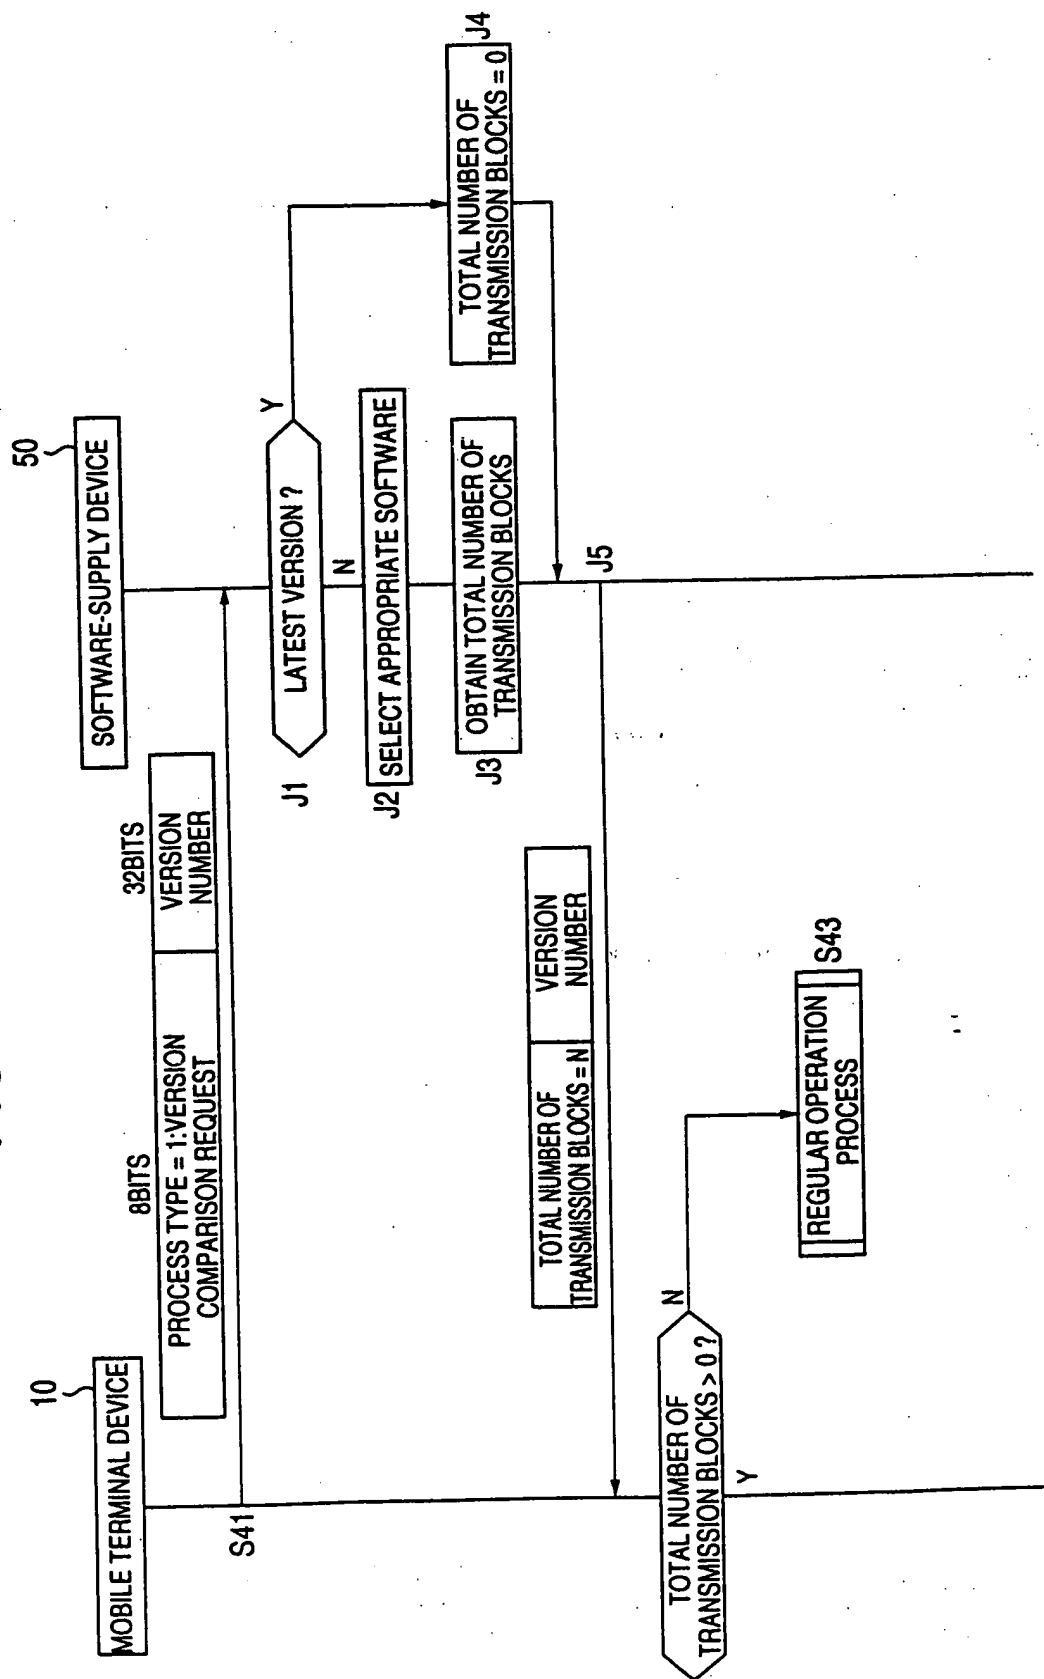 10
MOBILE TERMINAL DEVICE
50
SOFTWARE-SUPPLY DEVICE
8BITS
32BITS
PROCESS TYPE = 1:VERSION
COMPARISON REQUEST
VERSION
NUMBER
S41
J1
LATEST VERSION ?
Y
N
J2
SELECT APPROPRIATE SOFTWARE
J3
OBTAIN TOTAL NUMBER OF
TRANSMISSION BLOCKS
TOTAL NUMBER OF
TRANSMISSION BLOCKS = 0
J4
TOTAL NUMBER OF
TRANSMISSION BLOCKS = N
VERSION
NUMBER
J5
TOTAL NUMBER OF
TRANSMISSION BLOCKS > 0 ?
N
Y
REGULAR OPERATION
PROCESS
S43